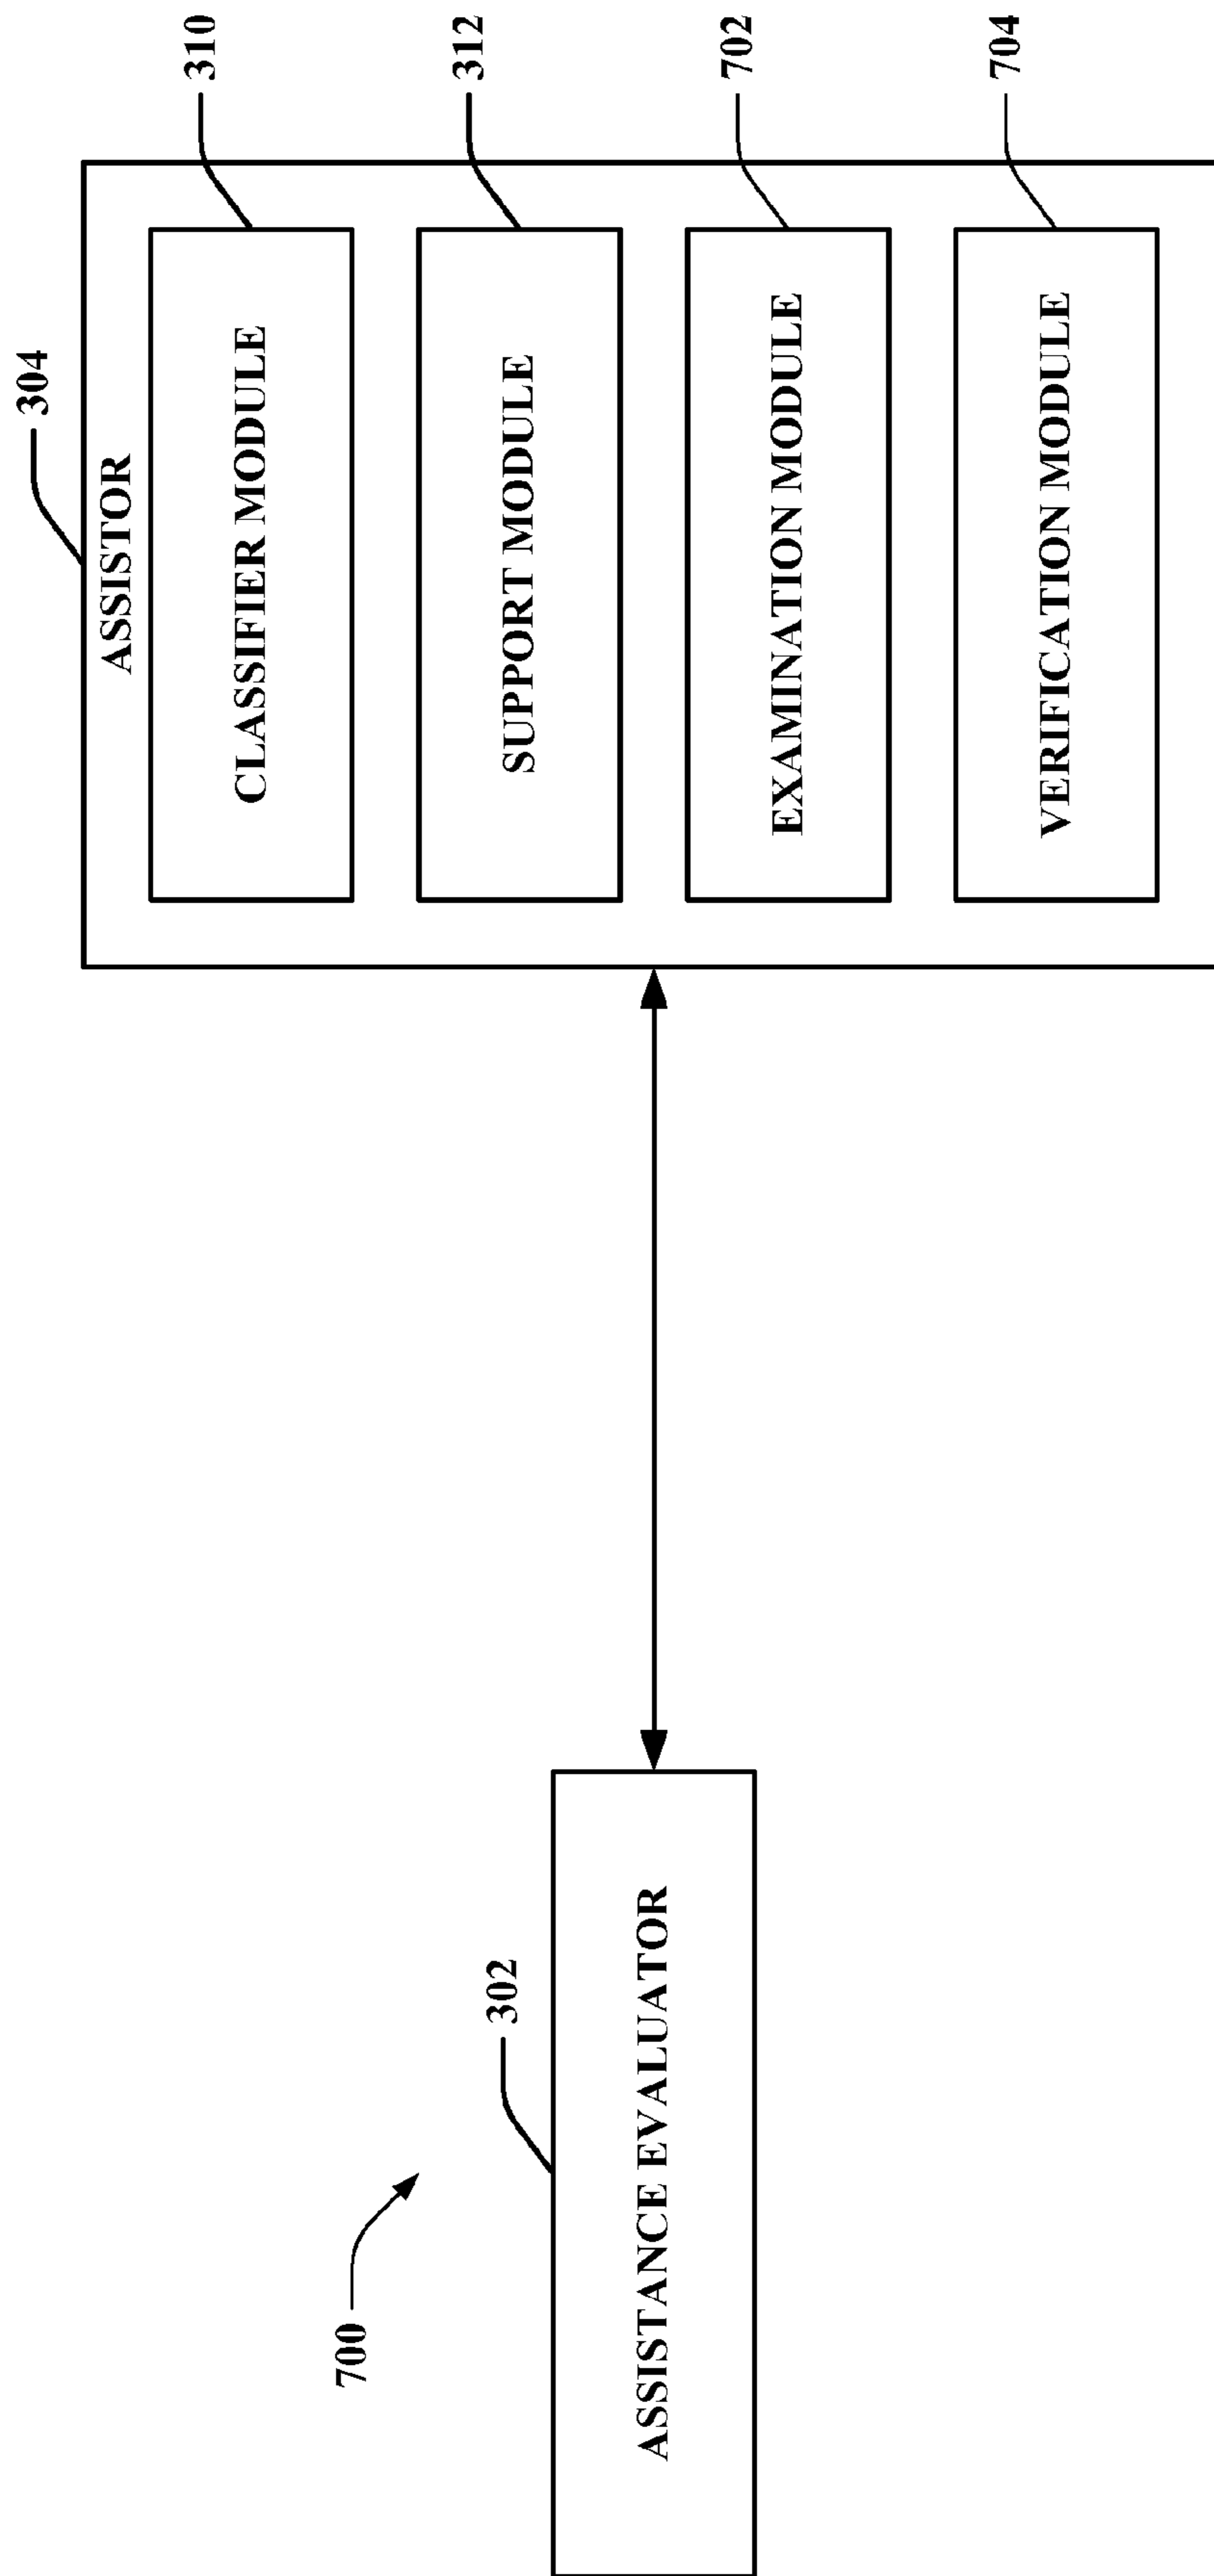 700
302
ASSISTANCE EVALUATOR
304
ASSISTOR
CLASSIFIER MODULE
310
SUPPORT MODULE
312
EXAMINATION MODULE
702
VERIFICATION MODULE
704